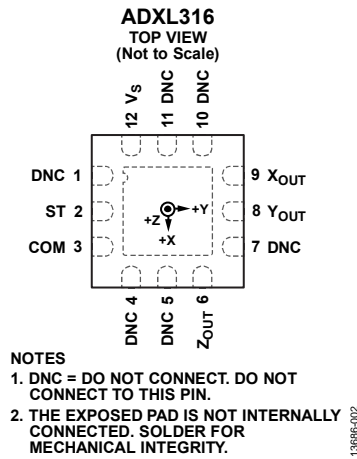 ADXL316
TOP VIEW
(Not to Scale)
12 VS
11 DNC
10 DNC
DNC 1
ST 2
COM 3
9 XOUT
8 YOUT
7 DNC
+Y
+Z
+X
DNC 4
DNC 5
ZOUT 6
NOTES
1. DNC = DO NOT CONNECT. DO NOT
CONNECT TO THIS PIN.
2. THE EXPOSED PAD IS NOT INTERNALLY
CONNECTED. SOLDER FOR
MECHANICAL INTEGRITY.
13686-002